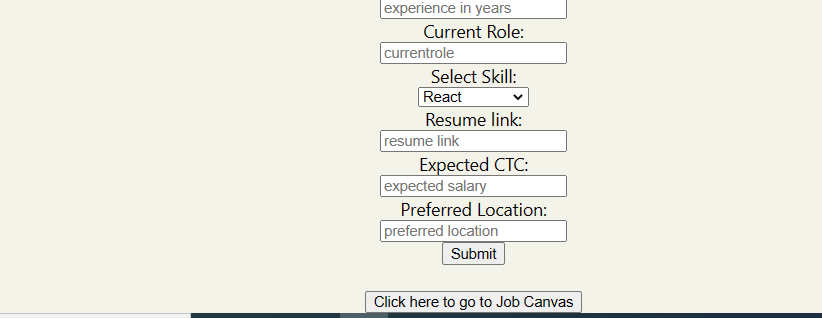 experience in years
Current Role:
currentrole
Select Skill:
React
Resume link:
resume link
Expected CTC:
expected salary
Preferred Location:
preferred location
Submit
Click here to go to Job Canvas